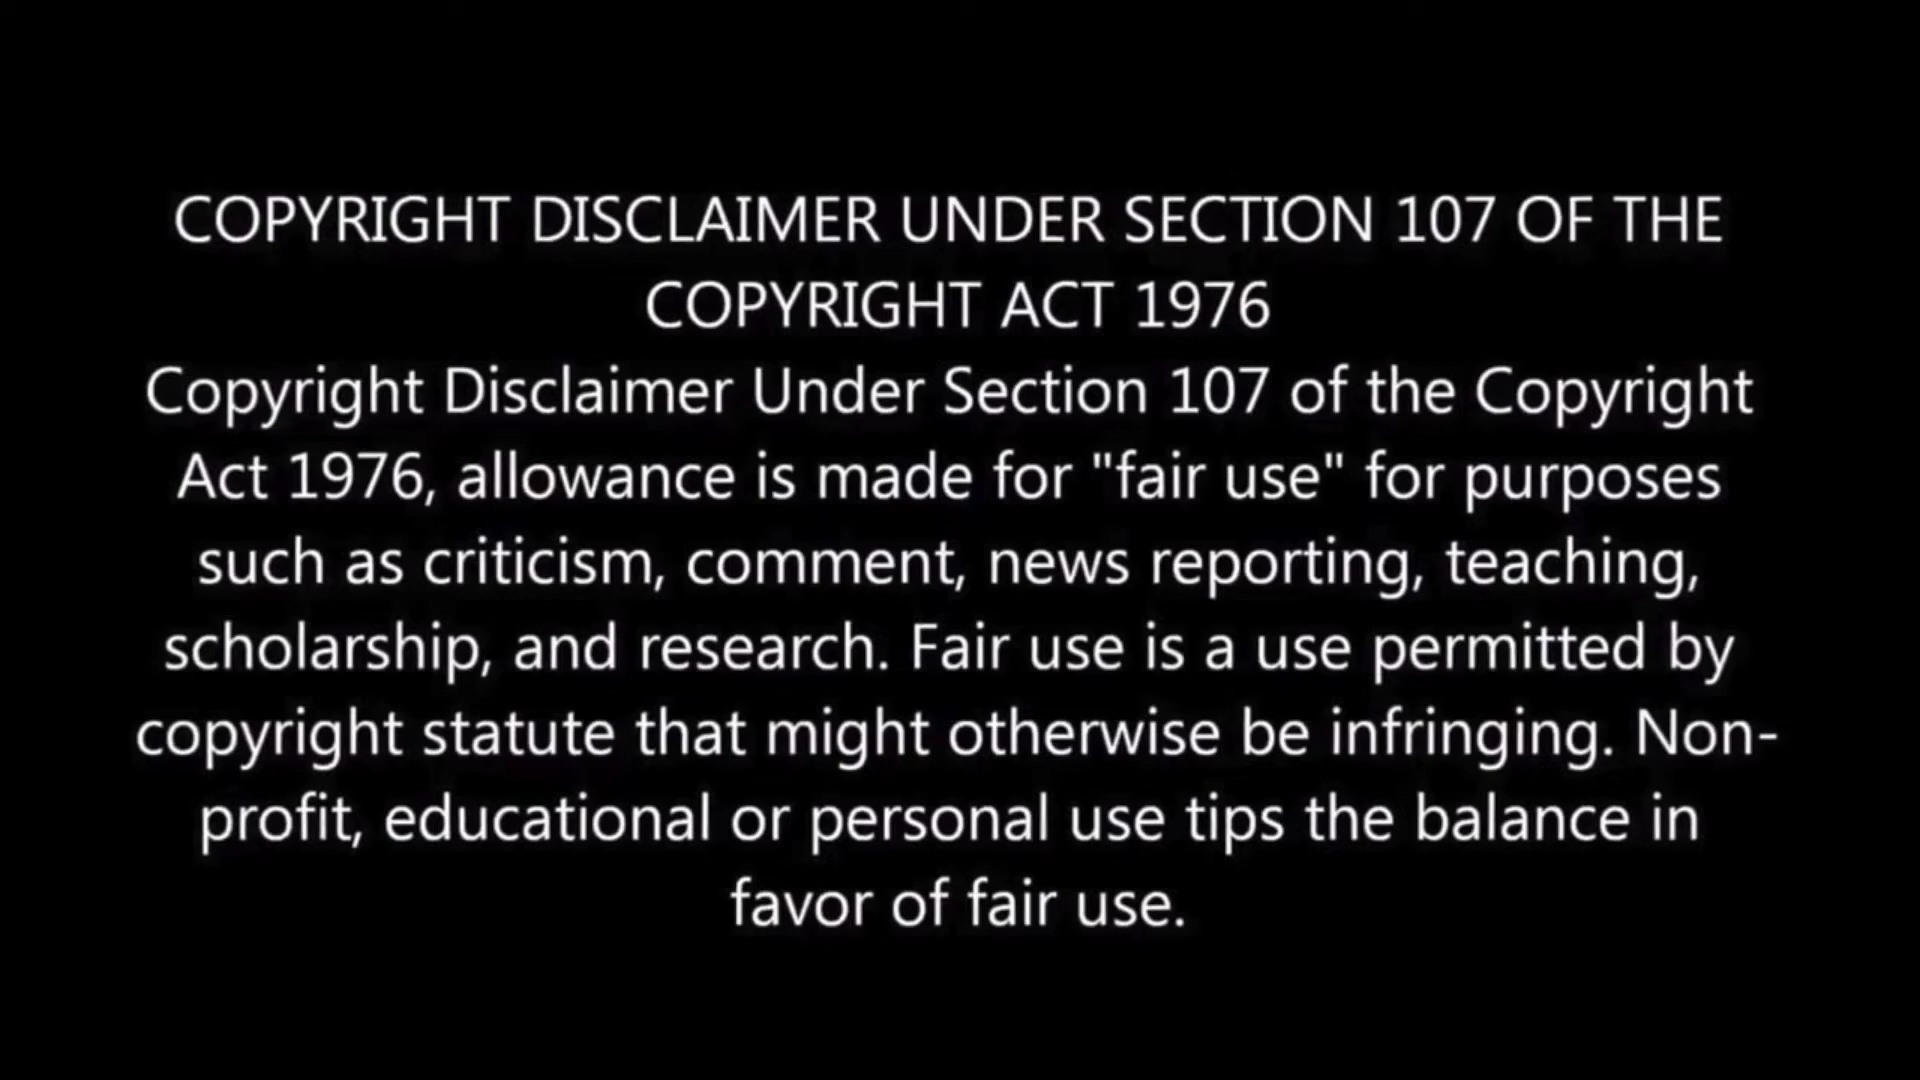 COPYRIGHT DISCLAIMER UNDER SECTION 107 OF THE
COPYRIGHT ACT 1976
Copyright Disclaimer Under Section 107 of the Copyright
Act 1976, allowance is made for "fair use" for purposes
such as criticism, comment, news reporting, teaching,
scholarship, and research. Fair use is a use permitted by
copyright statute that might otherwise be infringing. Non-
profit, educational or personal use tips the balance in
favor of fair use.